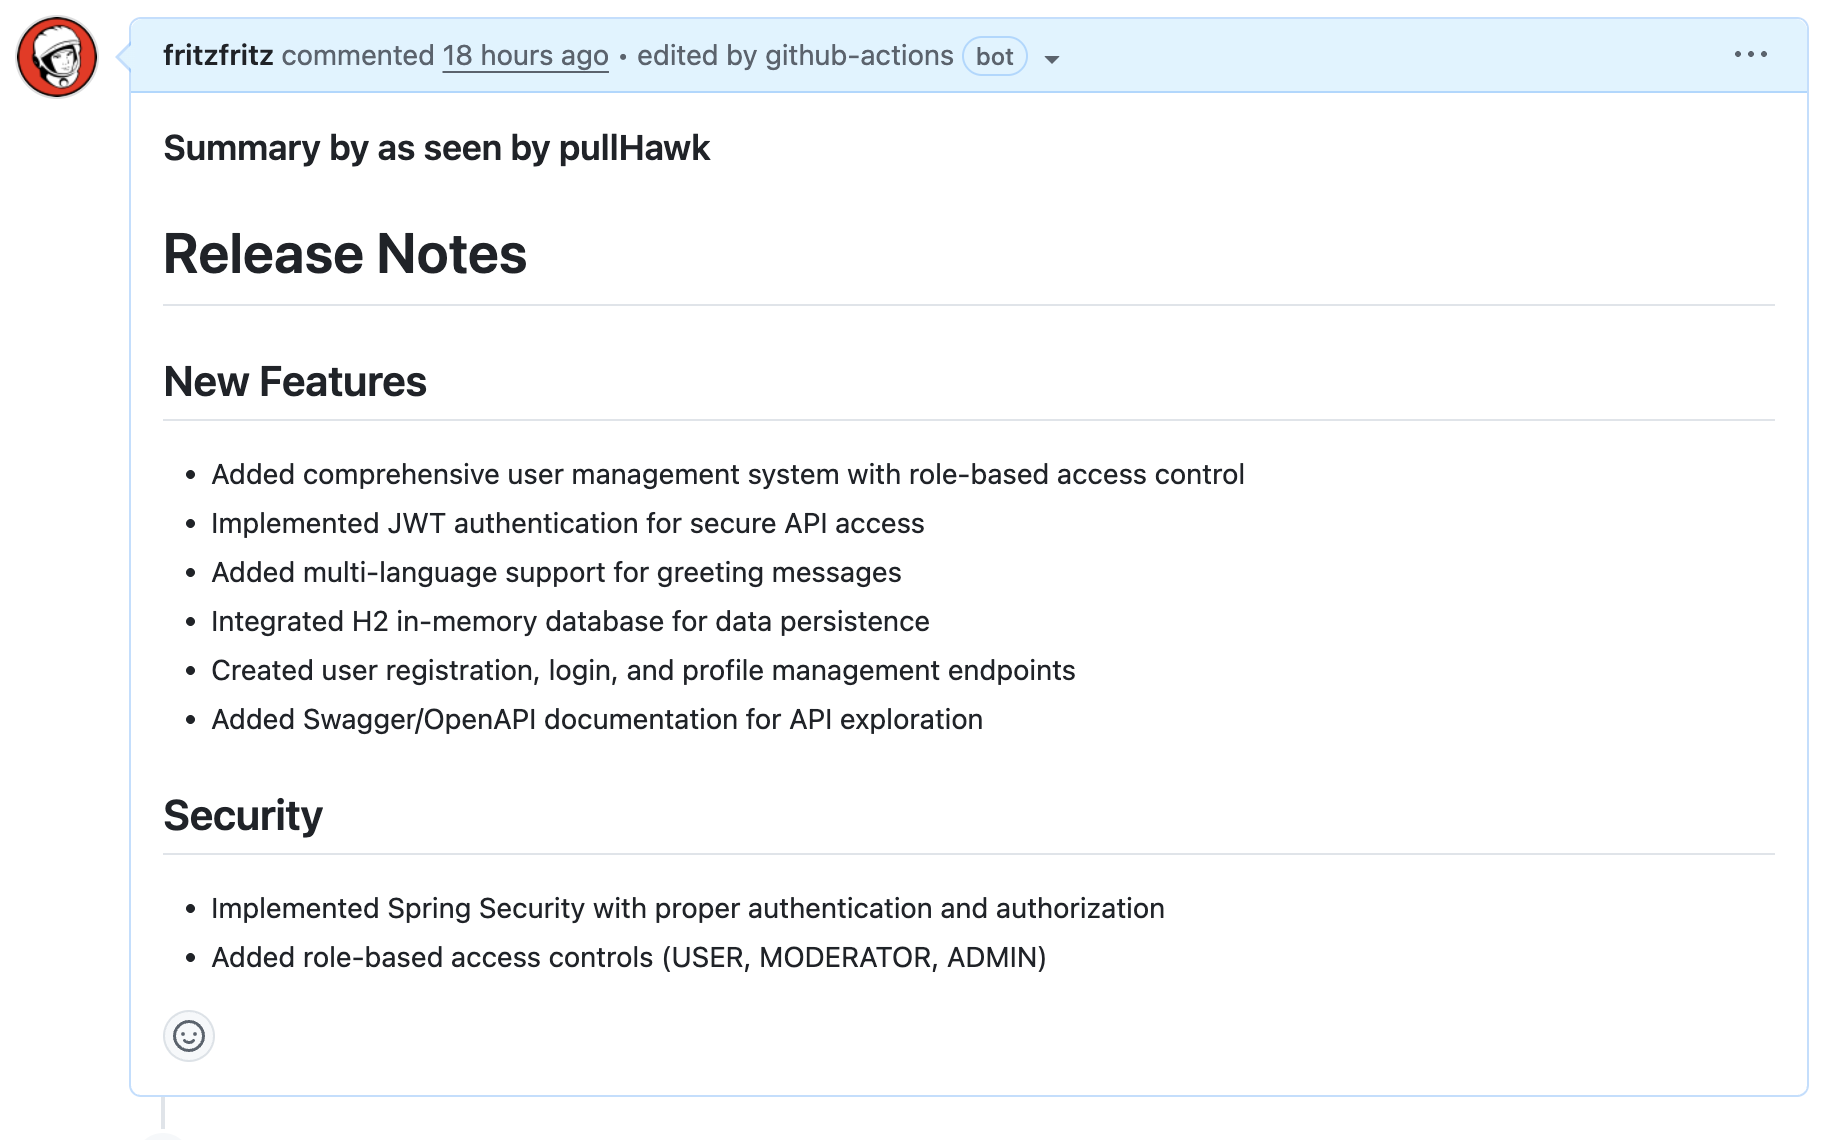 fritzfritz commented 18 hours ago • edited by github-actions bot
Summary by as seen by pullHawk
Release Notes
New Features
• Added comprehensive user management system with role-based access control
• Implemented JWT authentication for secure API access
• Added multi-language support for greeting messages
• Integrated H2 in-memory database for data persistence
• Created user registration, login, and profile management endpoints
• Added Swagger/OpenAPI documentation for API exploration
Security
• Implemented Spring Security with proper authentication and authorization
• Added role-based access controls (USER, MODERATOR, ADMIN)